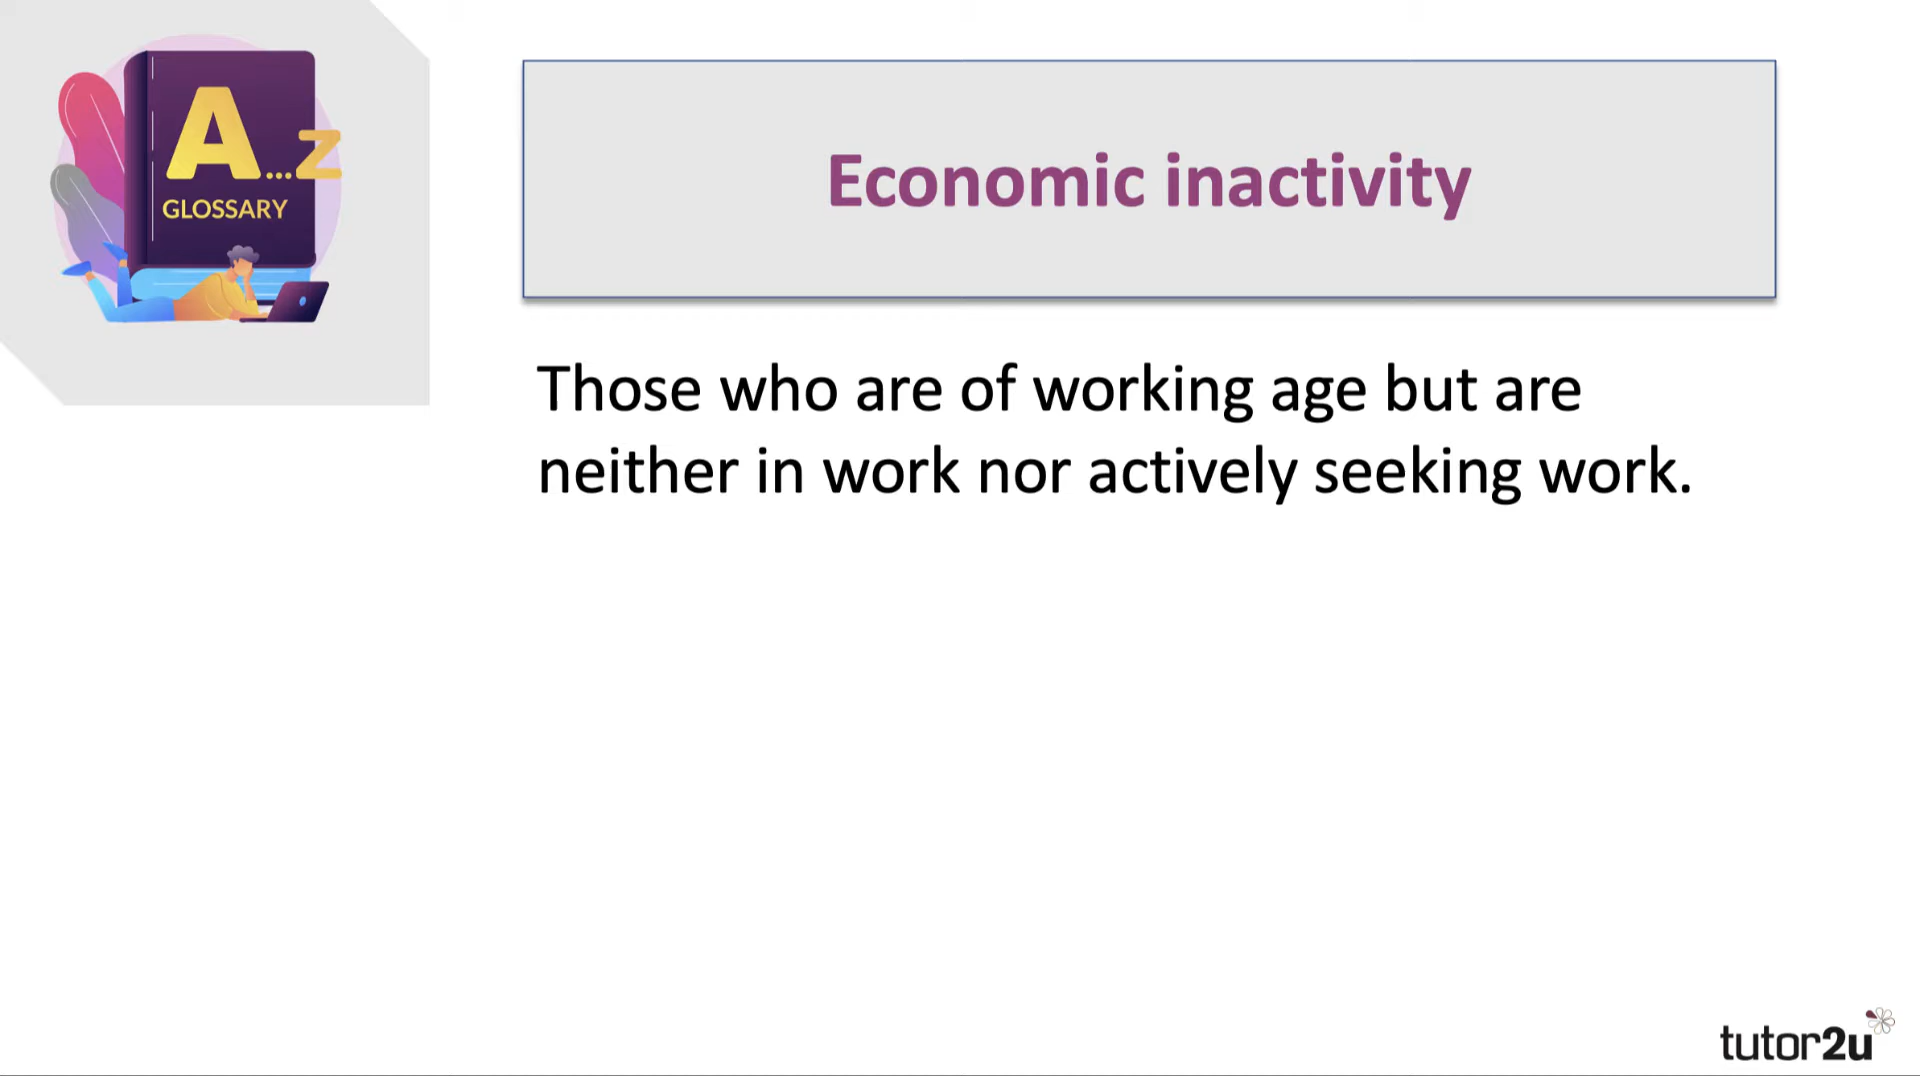 A...Z
GLOSSARY
Economic inactivity
Those who are of working age but are
neither in work nor actively seeking work.
tutor2u